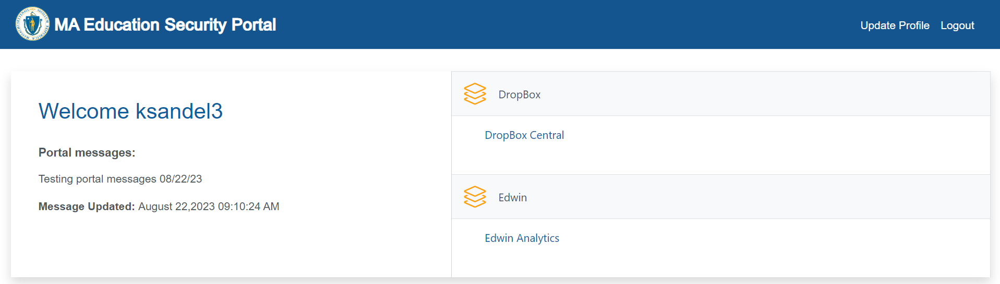 MA Education Security Portal
Update Profile
Logout
Welcome ksandel3
Portal messages:
Testing portal messages 08/22/23
Message Updated: August 22,2023 09:10:24 AM
DropBox
DropBox Central
Edwin
Edwin Analytics